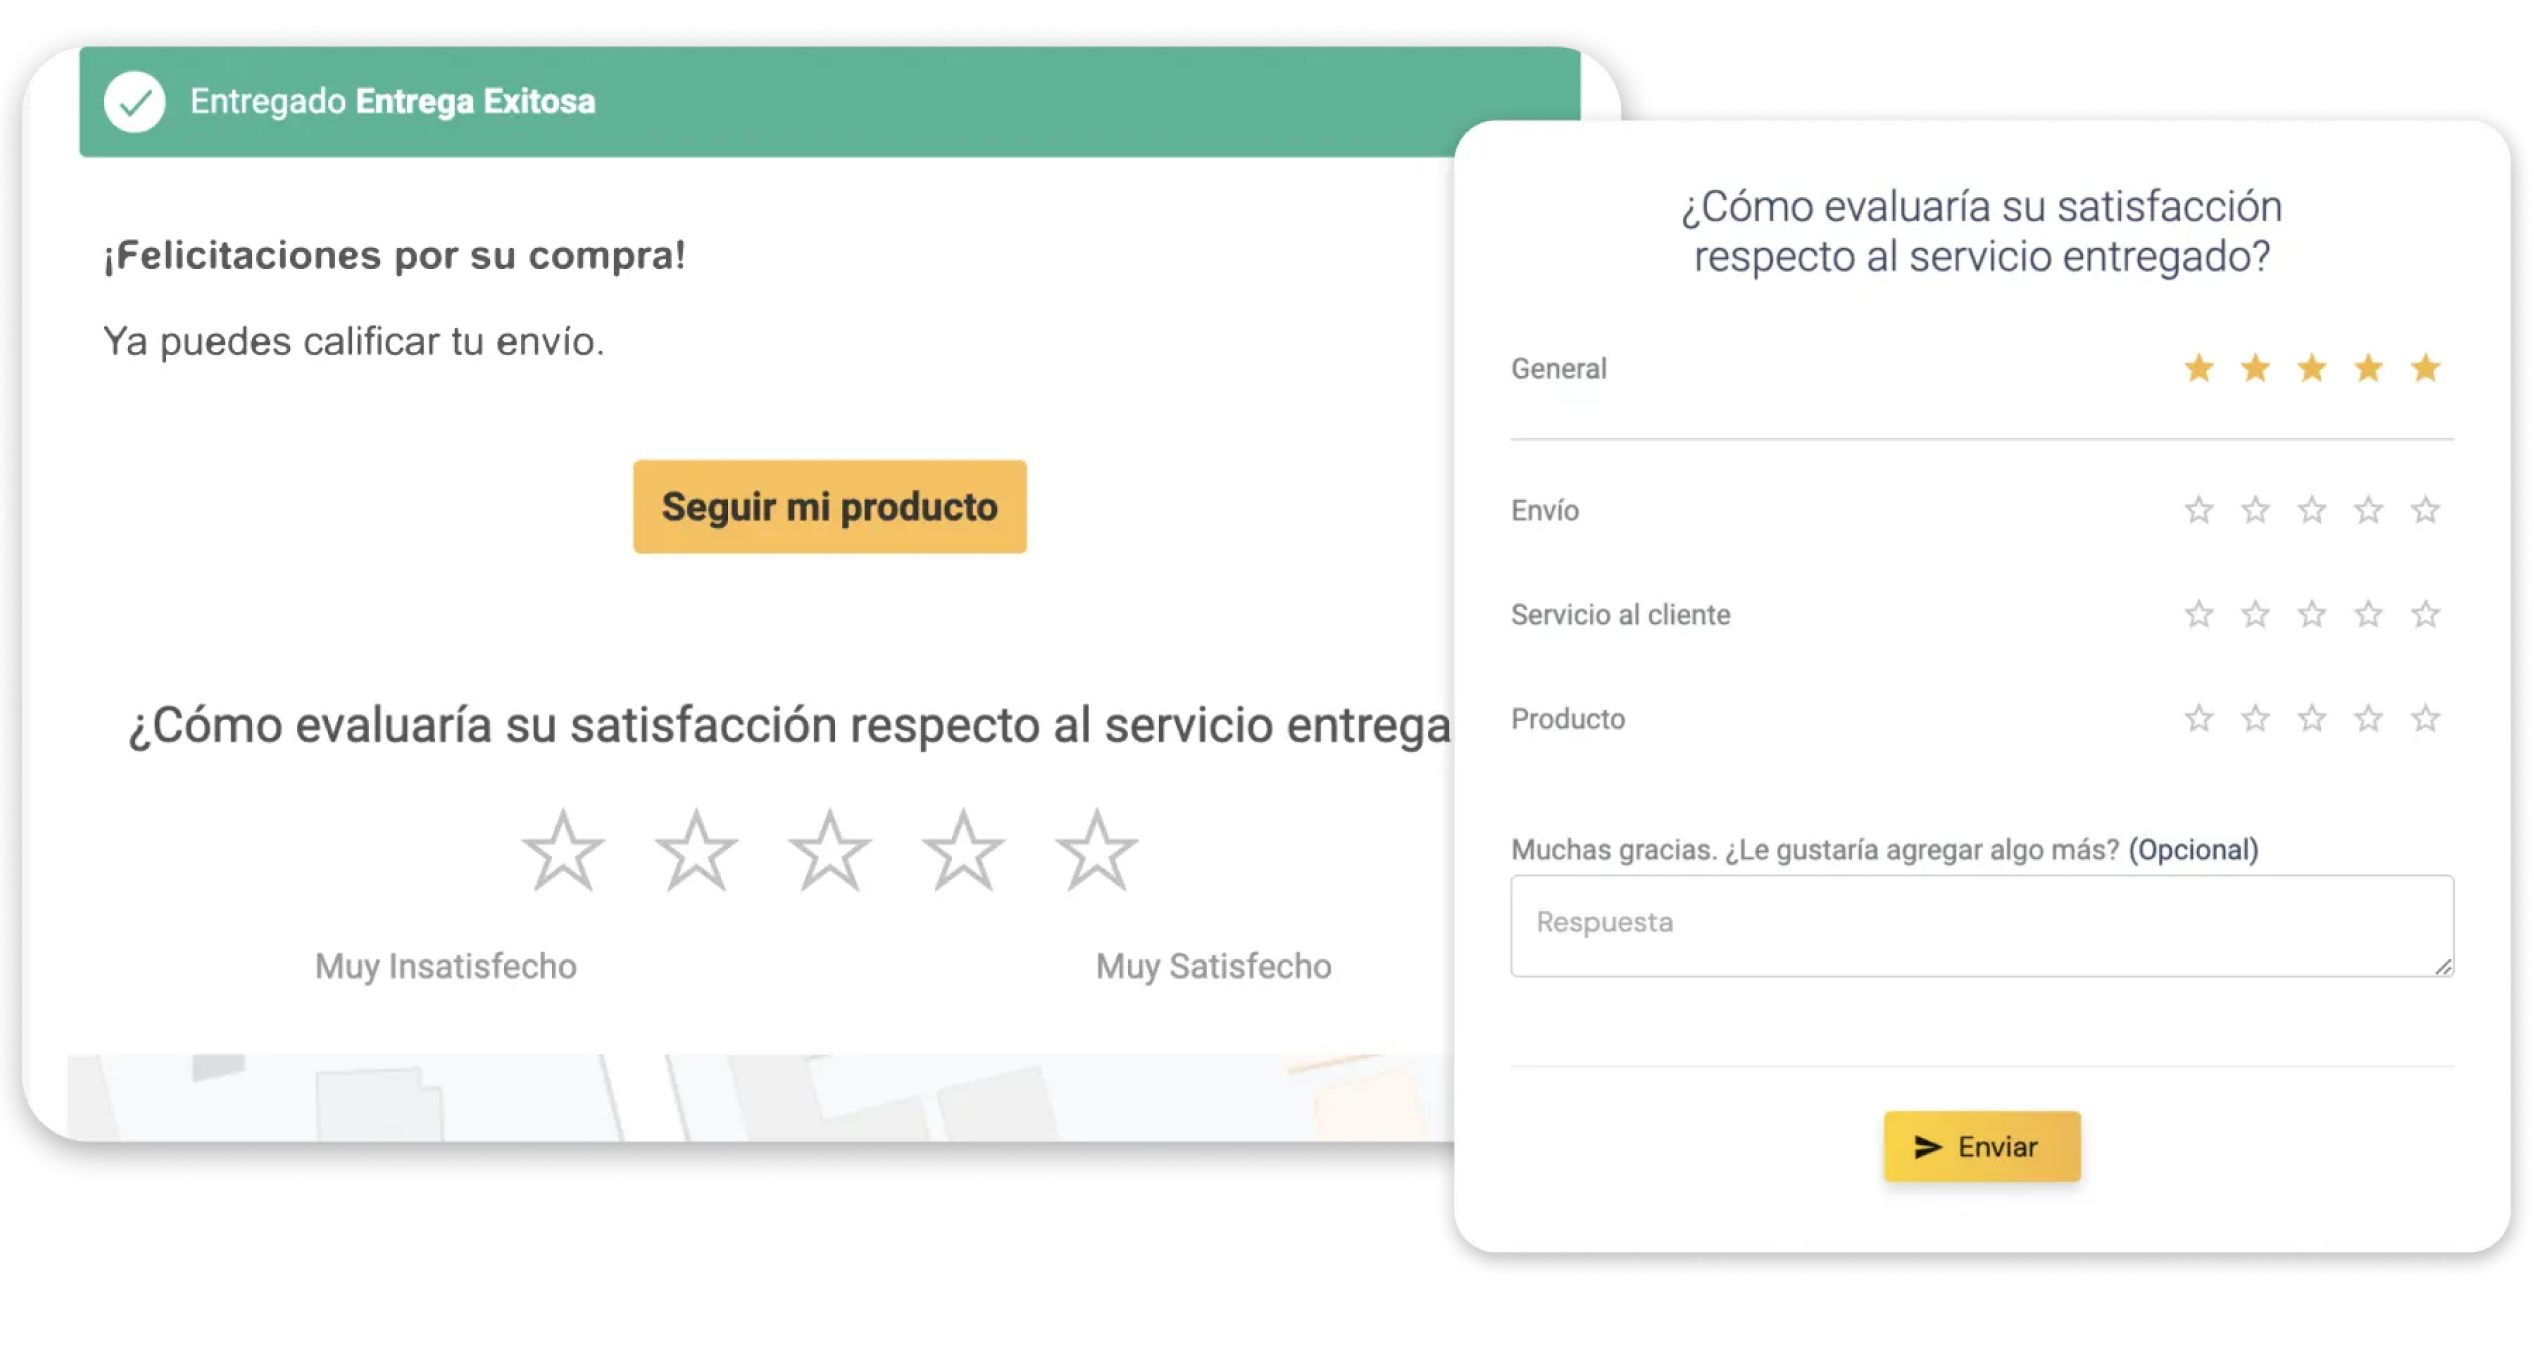 Entregado Entrega Exitosa
¡Felicitaciones por su compra!
Ya puedes calificar tu envío.
Seguir mi producto
¿Cómo evaluaría su satisfacción respecto al servicio entrega
Muy Insatisfecho
Muy Satisfecho
¿Cómo evaluaría su satisfacción
respecto al servicio entregado?
General
Envío
Servicio al cliente
Producto
Muchas gracias. ¿Le gustaría agregar algo más? (Opcional)
Respuesta
Enviar